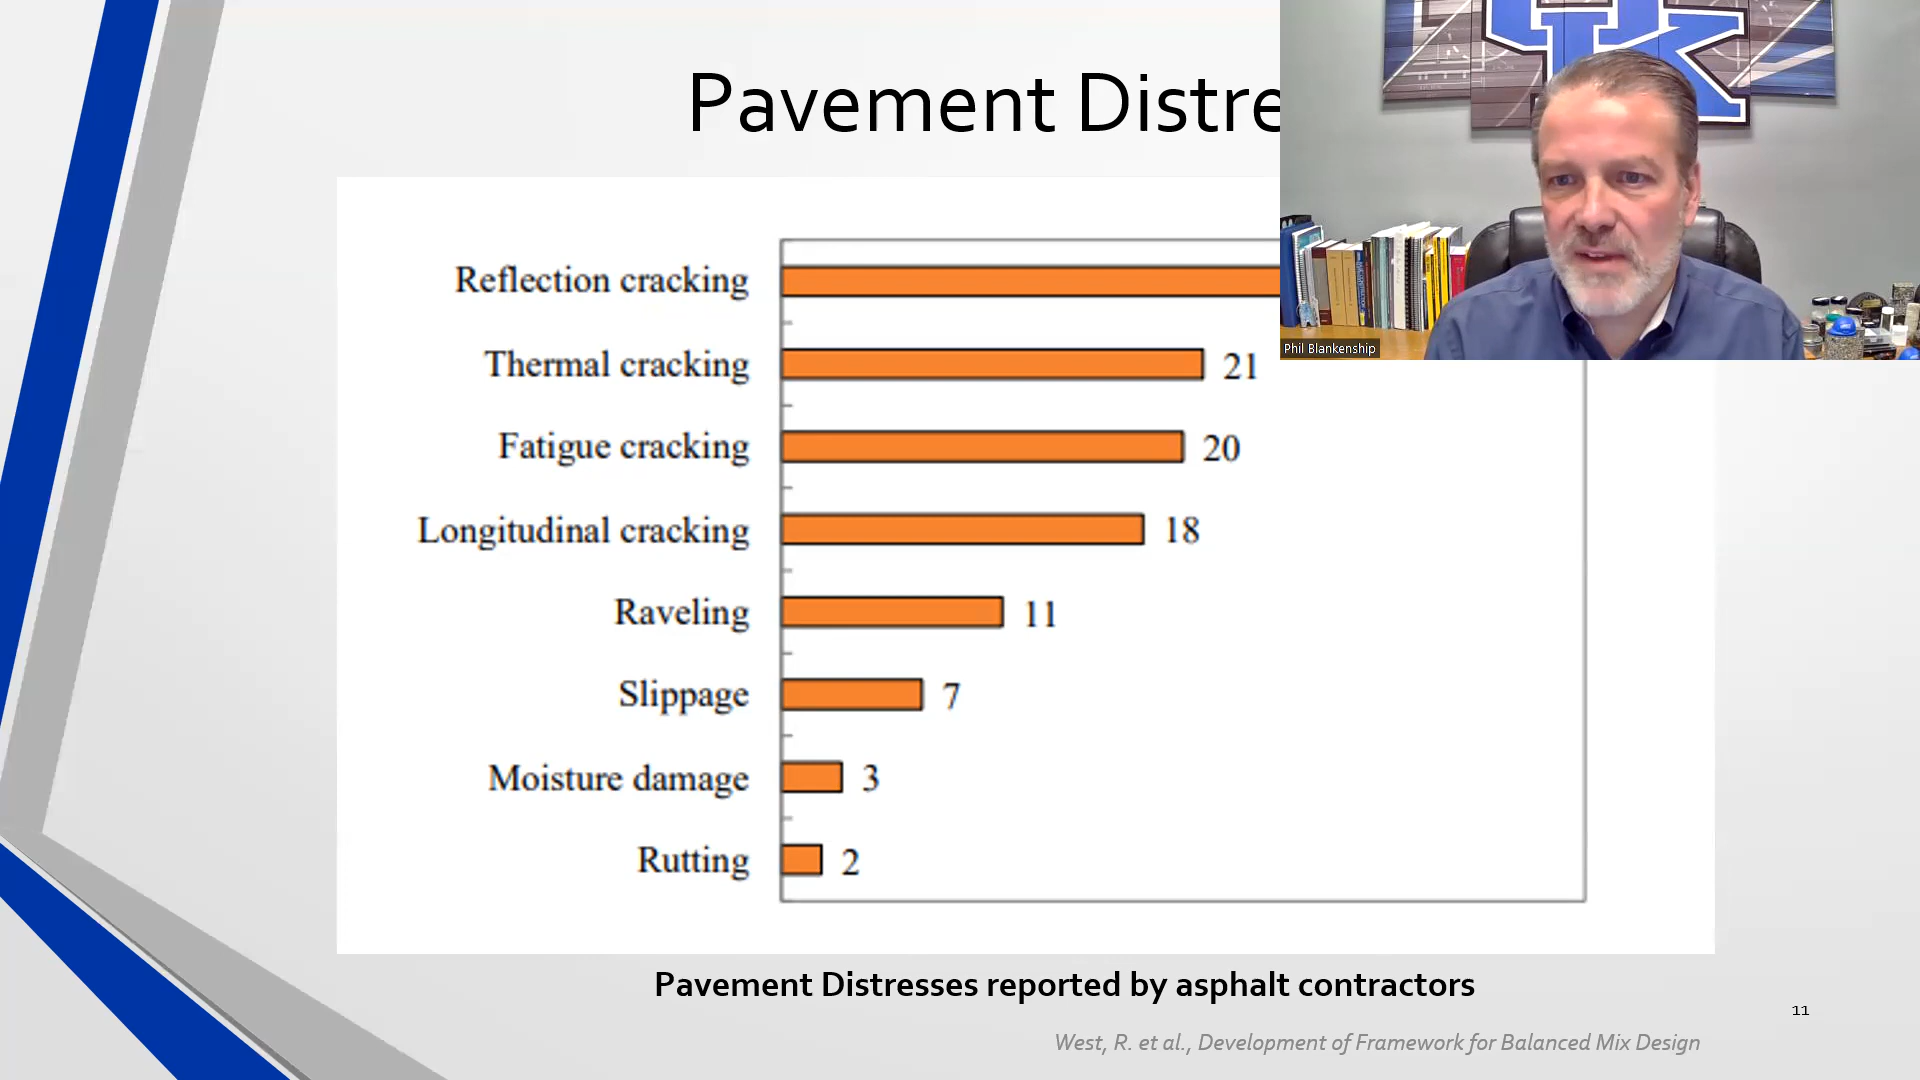 Pavement Distre
Reflection cracking
Thermal cracking 21
Fatigue cracking 20
Longitudinal cracking 18
Raveling 11
Slippage 7
Moisture damage 3
Rutting 2
Phil Blankenship
UK
Pavement Distresses reported by asphalt contractors
11
West, R. et al., Development of Framework for Balanced Mix Design